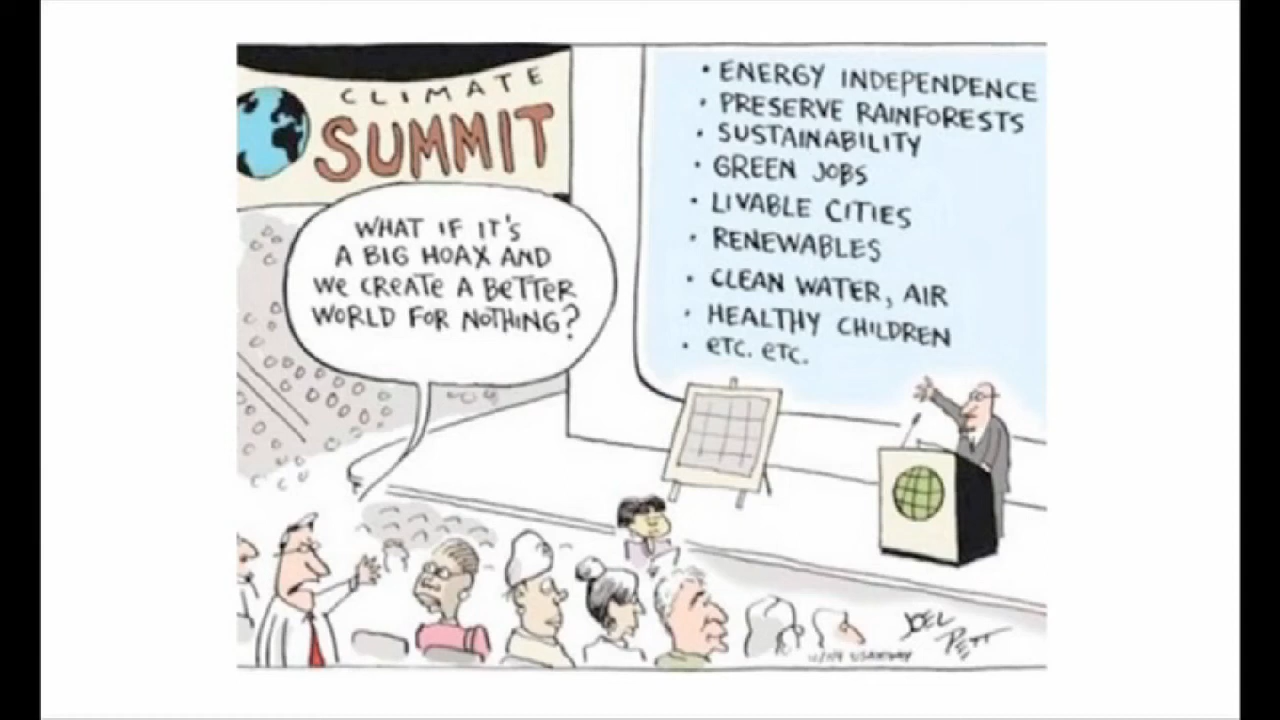 CLIMATE
SUMMIT
WHAT IF IT'S
A BIG HOAX AND
WE CREATE A BETTER
WORLD FOR NOTHING?
• ENERGY INDEPENDENCE
• PRESERVE RAINFORESTS
• SUSTAINABILITY
• GREEN JOBS
• LIVABLE CITIES
• RENEWABLES
• CLEAN WATER, AIR
• HEALTHY CHILDREN
• ETC. ETC.
JOEL
PETT